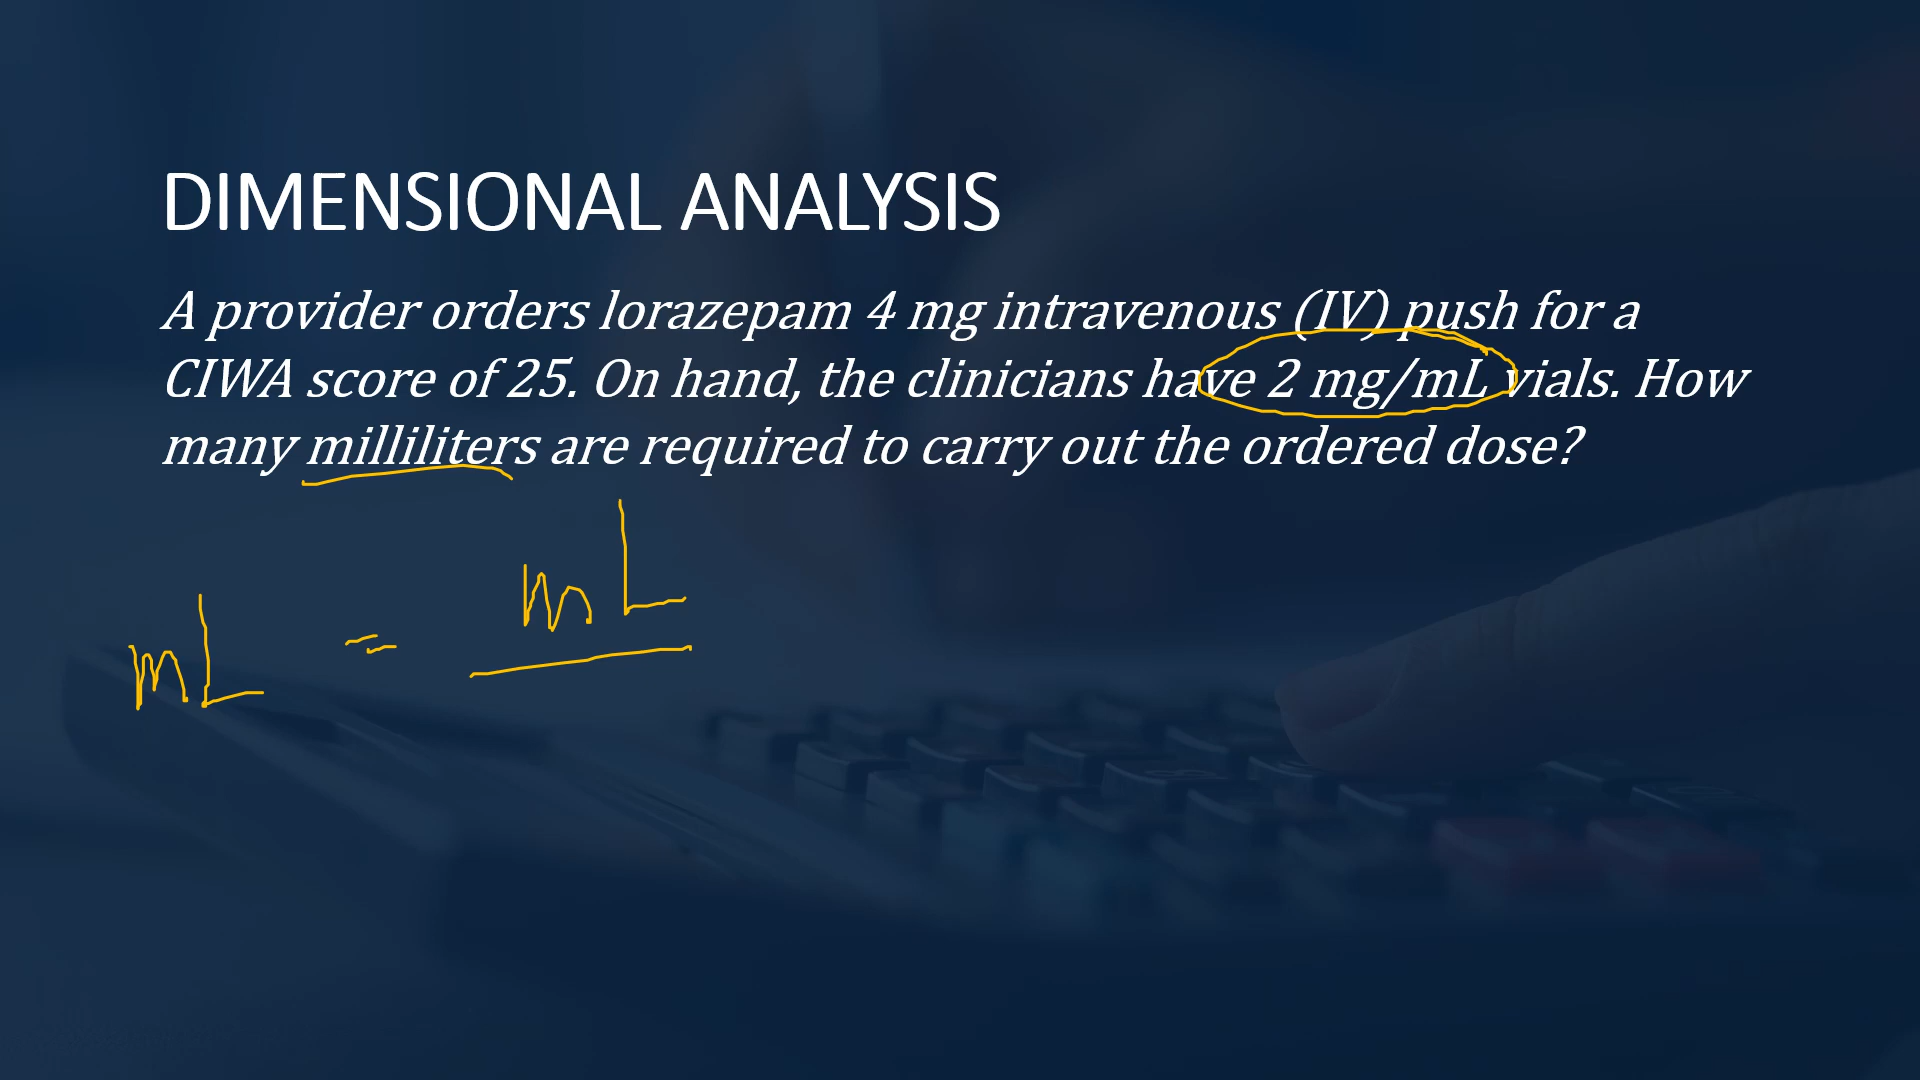 DIMENSIONAL ANALYSIS
A provider orders lorazepam 4 mg intravenous (IV) push for a
CIWA score of 25. On hand, the clinicians have 2 mg/mL vials. How
many milliliters are required to carry out the ordered dose?
mL
mL =